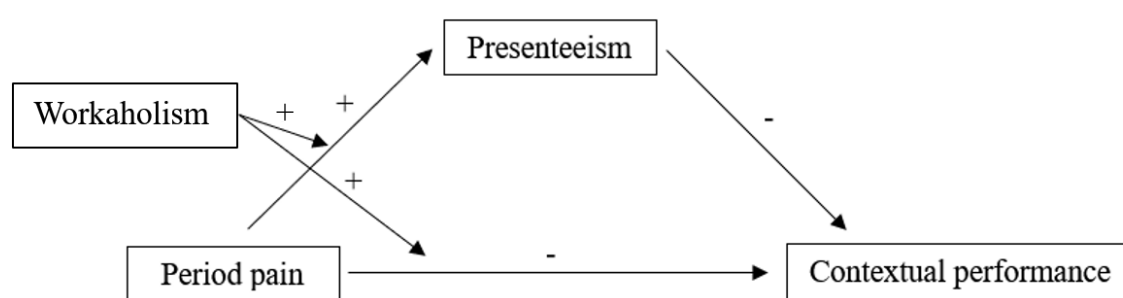 Presenteeism
Workaholism
+
+
-
+
-
Period pain
Contextual performance